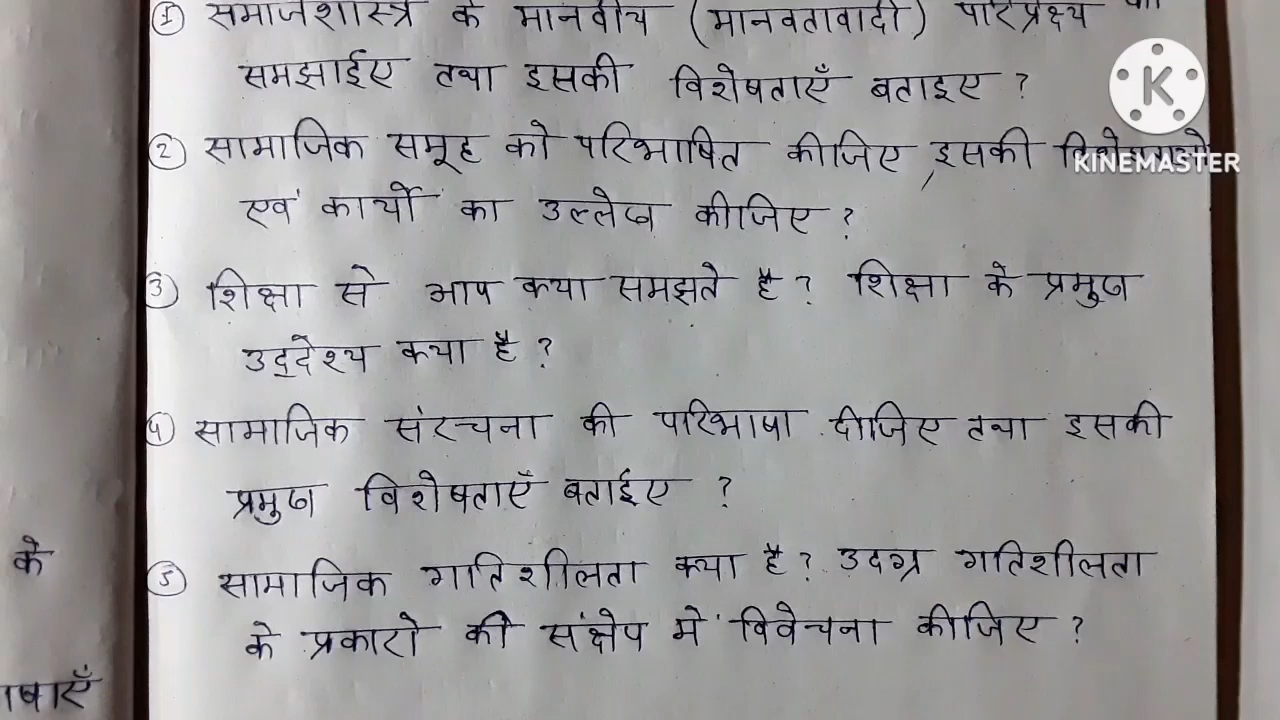 ① समाजशास्त्र के मानवीय (मानवतावादी) परिप्रेक्ष्य को
समझाईए तथा इसकी विशेषताएँ बताइए ?
② सामाजिक समूह को परिभाषित कीजिए, इसकी
एवं कार्यों का उल्लेख कीजिए ?
③ शिक्षा से आप क्या समझते है ? शिक्षा के प्रमुख
उद्देश्य क्या है ?
④ सामाजिक संरचना की परिभाषा दीजिए तथा इसकी
प्रमुख विशेषताएँ बताईए ?
⑤ सामाजिक गतिशीलता क्या है ? उदग्र गतिशीलता
के प्रकारो की संक्षेप में विवेचना कीजिए ?
के
K
KINEMASTER